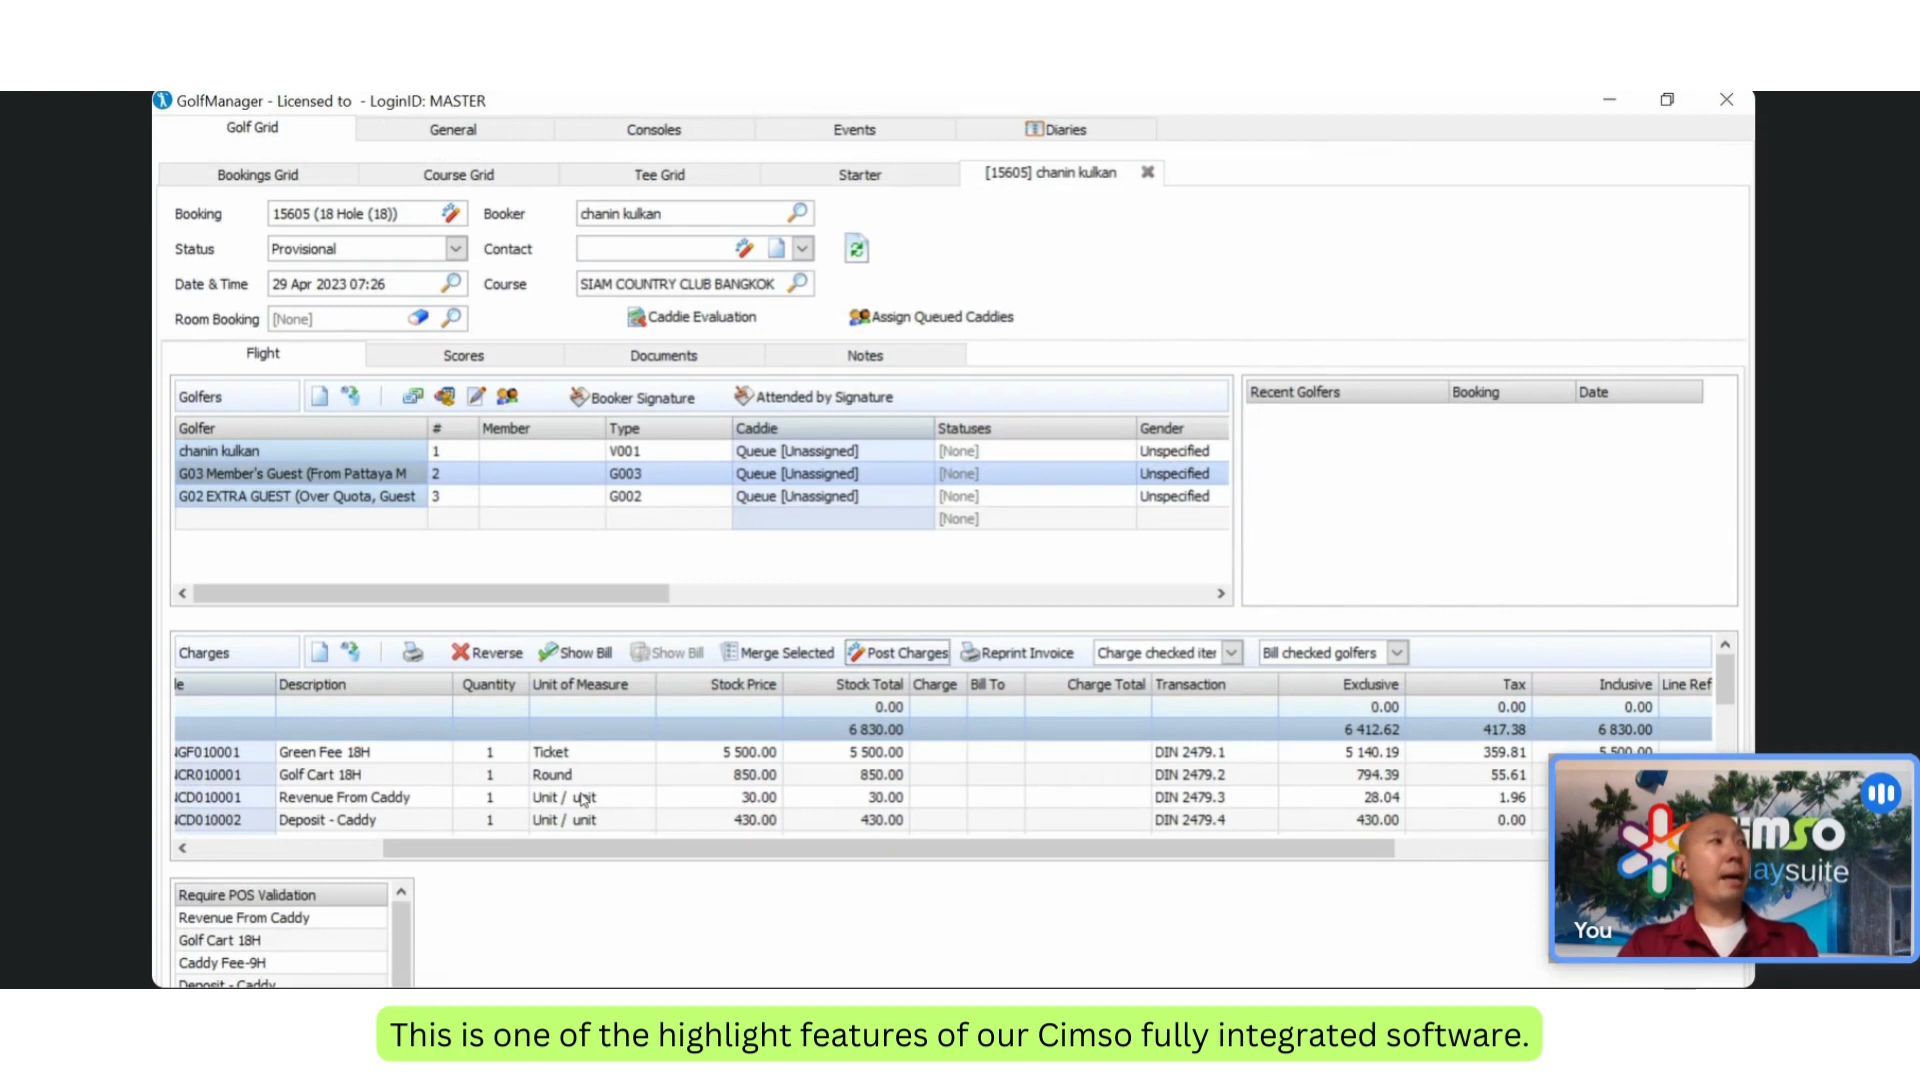 GolfManager - Licensed to - LoginID: MASTER
Golf Grid General Consoles Events Diaries
Bookings Grid Course Grid Tee Grid Starter [15605] chanin kulkan
Booking 15605 (18 Hole (18)) Booker chanin kulkan
Status Provisional Contact
Date & Time 29 Apr 2023 07:26 Course SIAM COUNTRY CLUB BANGKOK
Room Booking [None] Caddie Evaluation Assign Queued Caddies
Flight Scores Documents Notes
Golfers Booker Signature Attended by Signature
Recent Golfers Booking Date
Golfer # Member Type Caddie Statuses Gender
chanin kulkan 1 V001 Queue [Unassigned] [None] Unspecified
G03 Member's Guest (From Pattaya M 2 G003 Queue [Unassigned] [None] Unspecified
G02 EXTRA GUEST (Over Quota, Guest 3 G002 Queue [Unassigned] [None] Unspecified
[None]
Charges Reverse Show Bill Show Bill Merge Selected Post Charges Reprint Invoice Charge checked iter Bill checked golfers
le Description Quantity Unit of Measure Stock Price Stock Total Charge Bill To Charge Total Transaction Exclusive Tax Inclusive Line Ref
0.00 0.00 0.00 0.00
6 830.00 6 412.62 417.38 6 830.00
NGF010001 Green Fee 18H 1 Ticket 5 500.00 5 500.00 DIN 2479.1 5 140.19 359.81 5 500.00
NCR010001 Golf Cart 18H 1 Round 850.00 850.00 DIN 2479.2 794.39 55.61
NCD010001 Revenue From Caddy 1 Unit / unit 30.00 30.00 DIN 2479.3 28.04 1.96
NCD010002 Deposit - Caddy 1 Unit / unit 430.00 430.00 DIN 2479.4 430.00 0.00
Require POS Validation
Revenue From Caddy
Golf Cart 18H
Caddy Fee-9H
Deposit - Caddy
imso
aysuite
You
This is one of the highlight features of our Cimso fully integrated software.